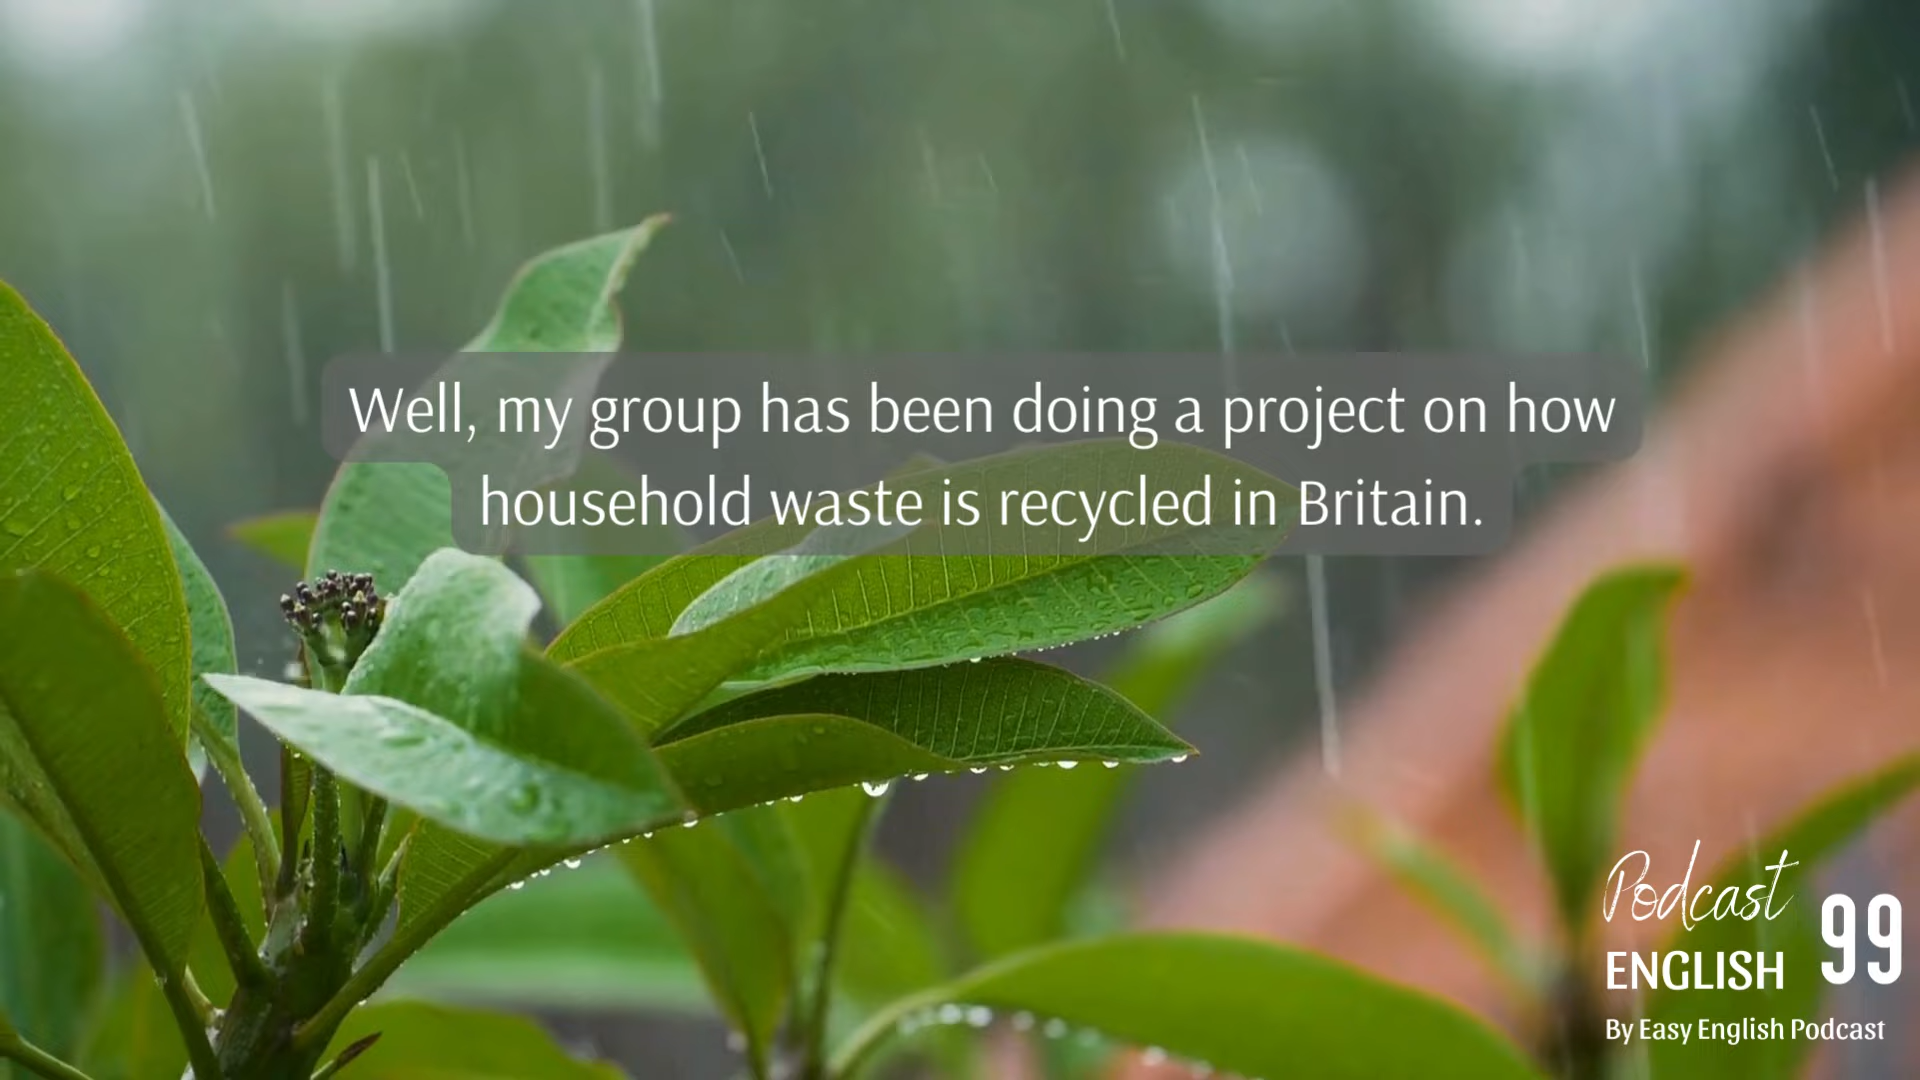 Well, my group has been doing a project on how
household waste is recycled in Britain.
Podcast
ENGLISH 99
By Easy English Podcast